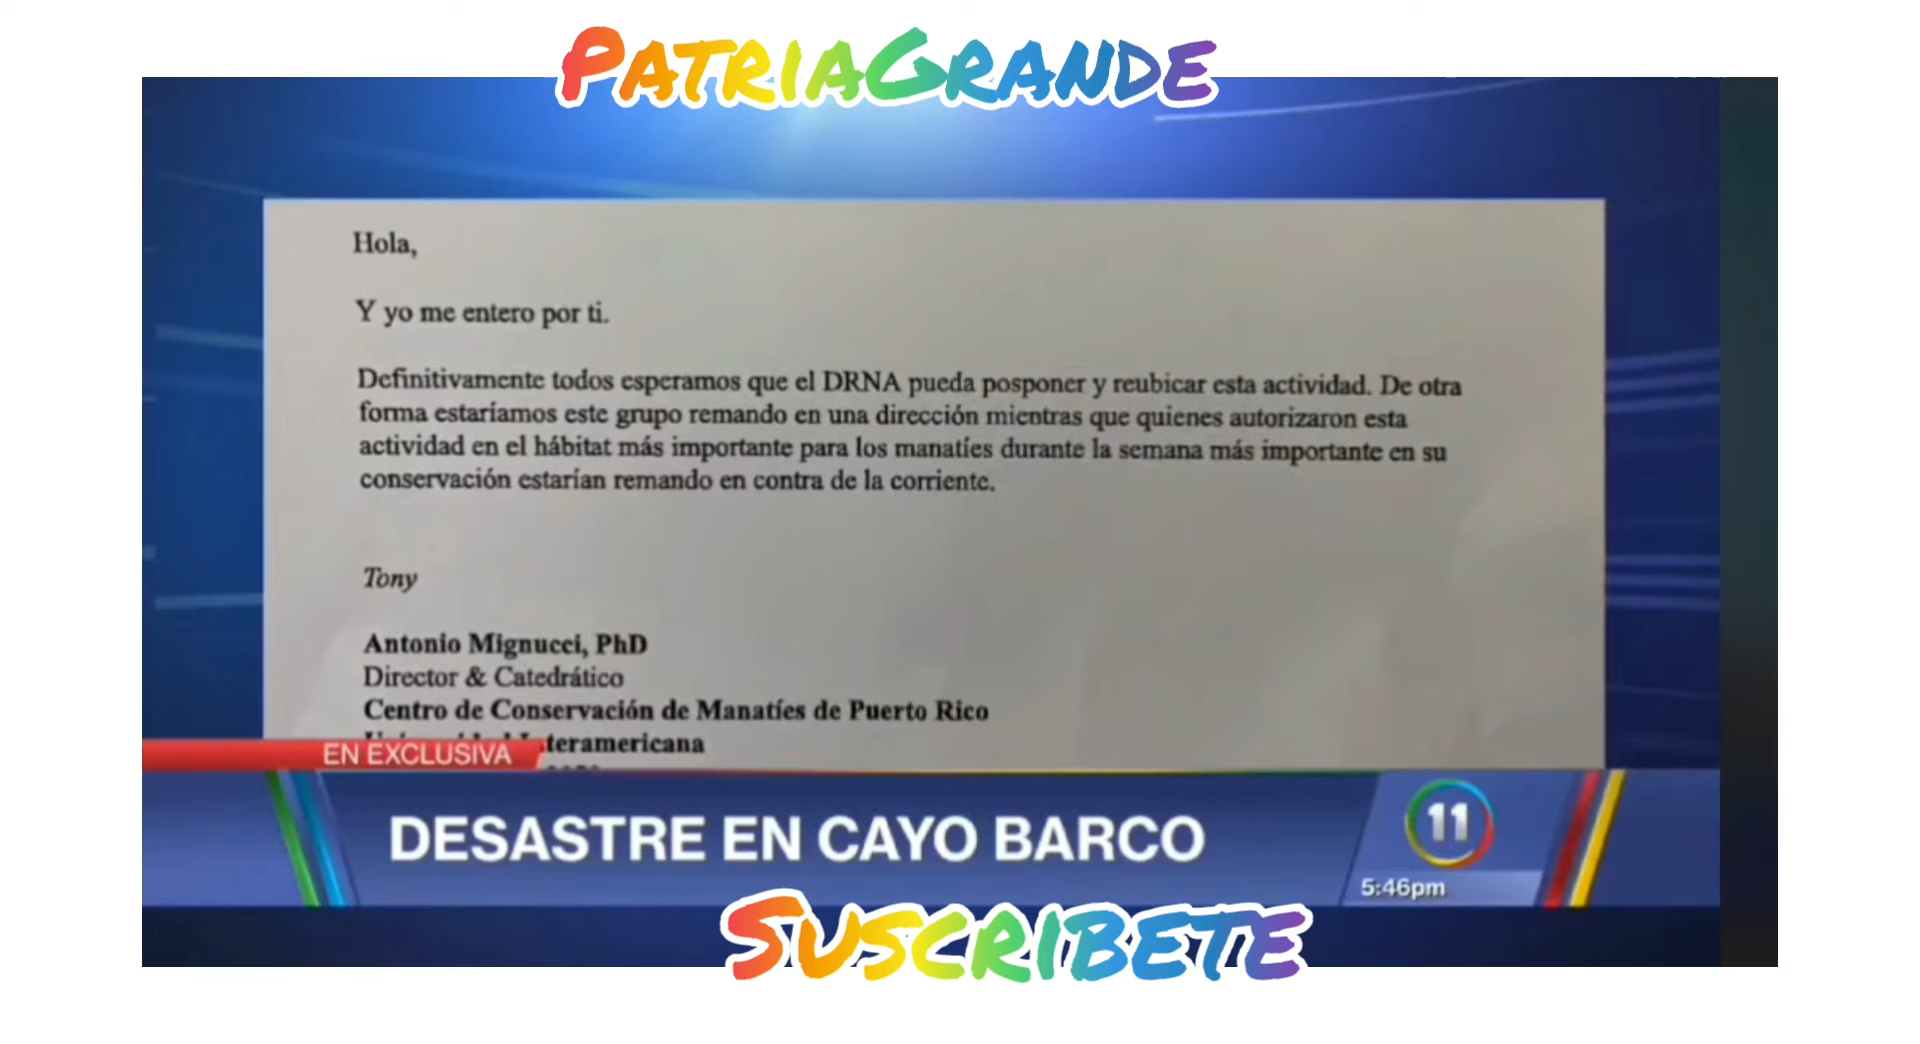 PATRIAGRANDE
Hola,
Y yo me entero por ti.
Definitivamente todos esperamos que el DRNA pueda posponer y reubicar esta actividad. De otra
forma estaríamos este grupo remando en una dirección mientras que quienes autorizaron esta
actividad en el hábitat más importante para los manatíes durante la semana más importante en su
conservación estarían remando en contra de la corriente.
Tony
Antonio Mignucci, PhD
Director & Catedrático
Centro de Conservación de Manatíes de Puerto Rico
EN EXCLUSIVA
DESASTRE EN CAYO BARCO
11
5:46pm
SUSCRIBETE